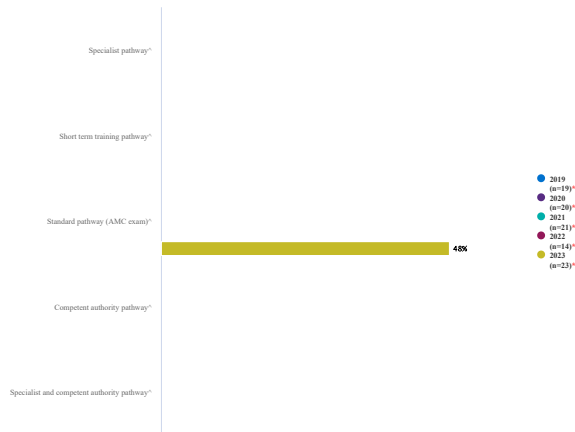 Specialist pathway^
Short term training pathway^
Standard pathway (AMC exam)^
48%
Competent authority pathway^
Specialist and competent authority pathway^
2019
(n=19)*
2020
(n=20)*
2021
(n=21)*
2022
(n=14)*
2023
(n=23)*